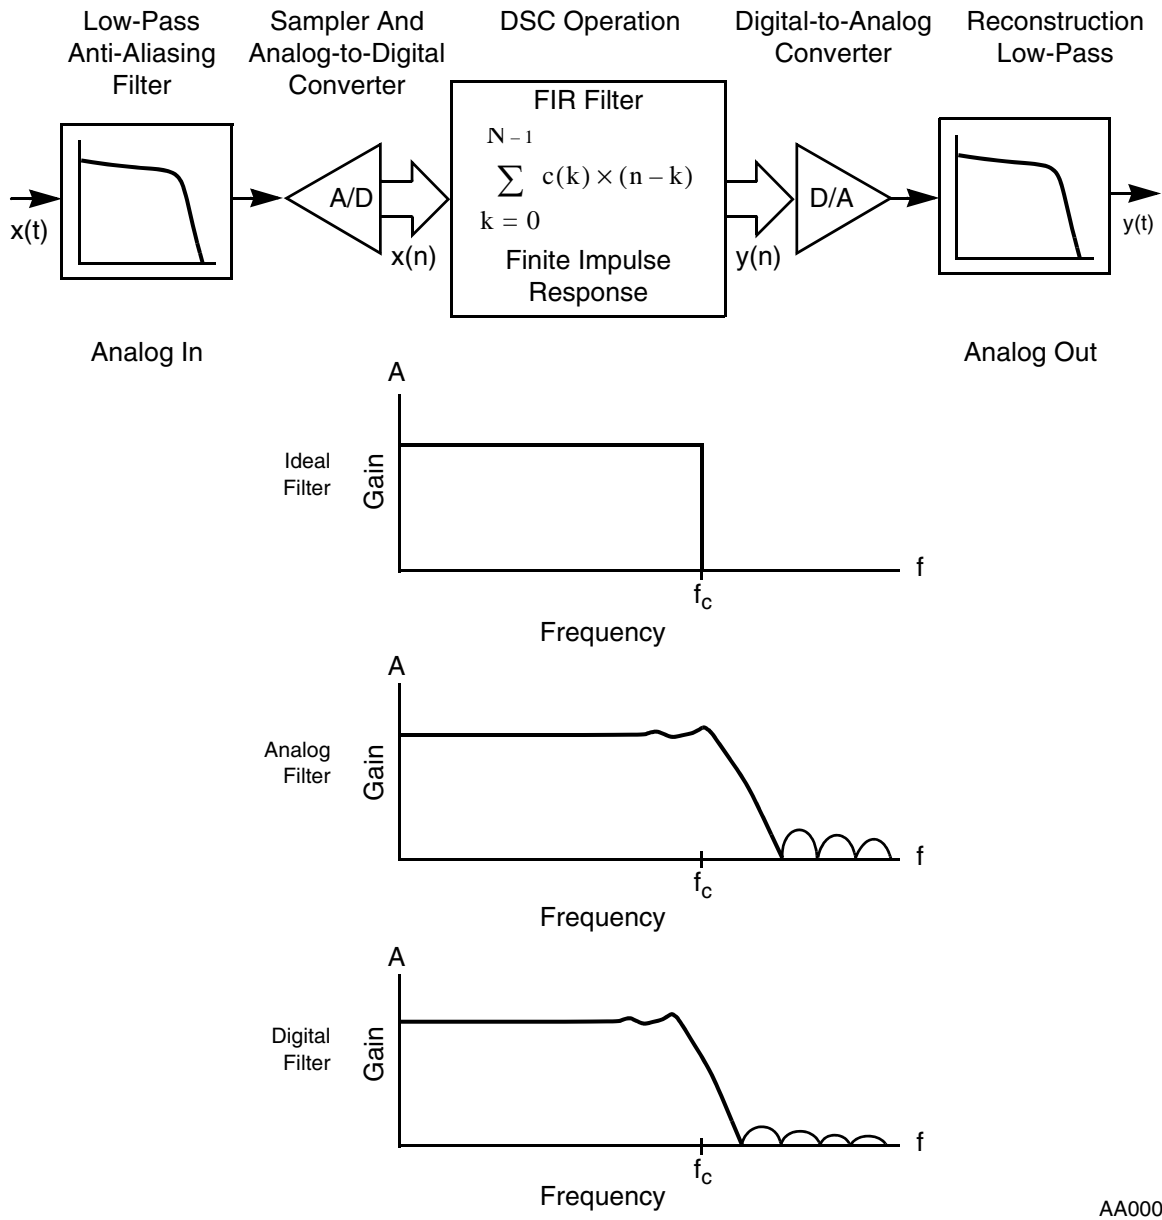 Low-Pass
Anti-Aliasing
Filter
Sampler And
Analog-to-Digital
Converter
DSC Operation
Digital-to-Analog
Converter
Reconstruction
Low-Pass
x(t)
A/D
x(n)
FIR Filter
N – 1
∑ c(k) × (n – k)
k = 0
Finite Impulse
Response
y(n)
D/A
y(t)
Analog In
Analog Out
A
Ideal
Filter
Gain
f
fc
Frequency
A
Analog
Filter
Gain
f
fc
Frequency
A
Digital
Filter
Gain
f
fc
Frequency
AA000